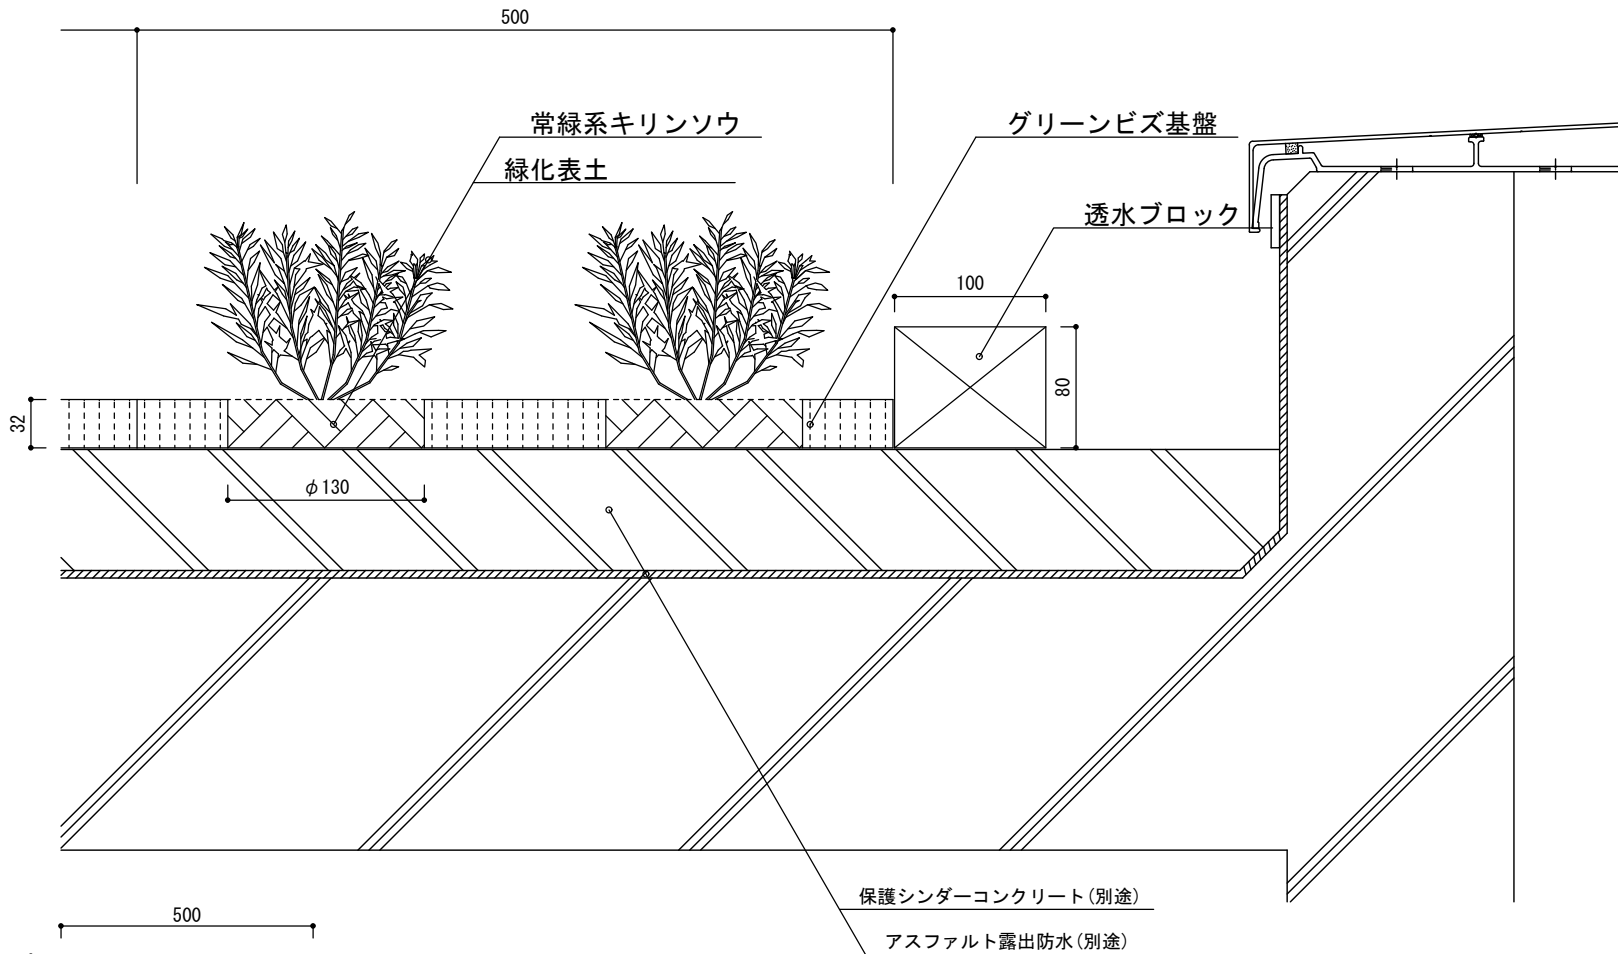 500
常緑系キリンソウ
グリーンビズ基盤
緑化表土
透水ブロック
100
80
32
φ130
保護シンダーコンクリート(別途)
500
アスファルト露出防水(別途)